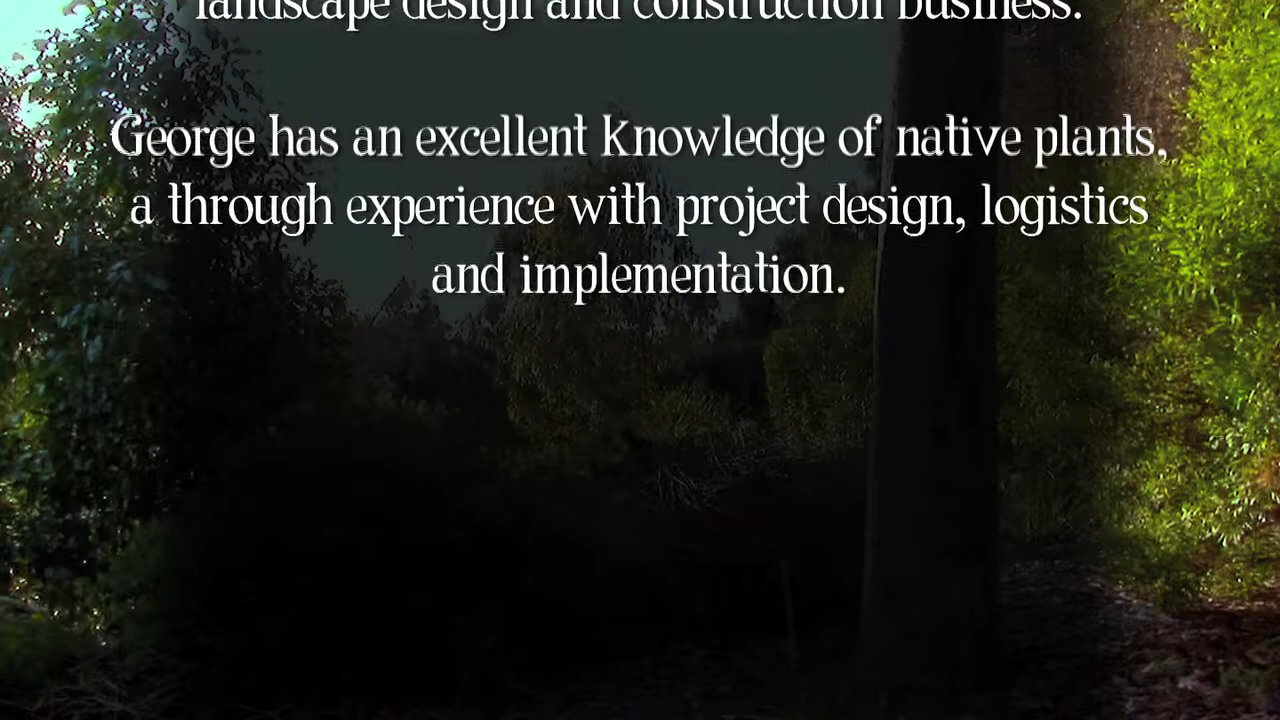 landscape design and construction business.
George has an excellent knowledge of native plants,
a through experience with project design, logistics
and implementation.